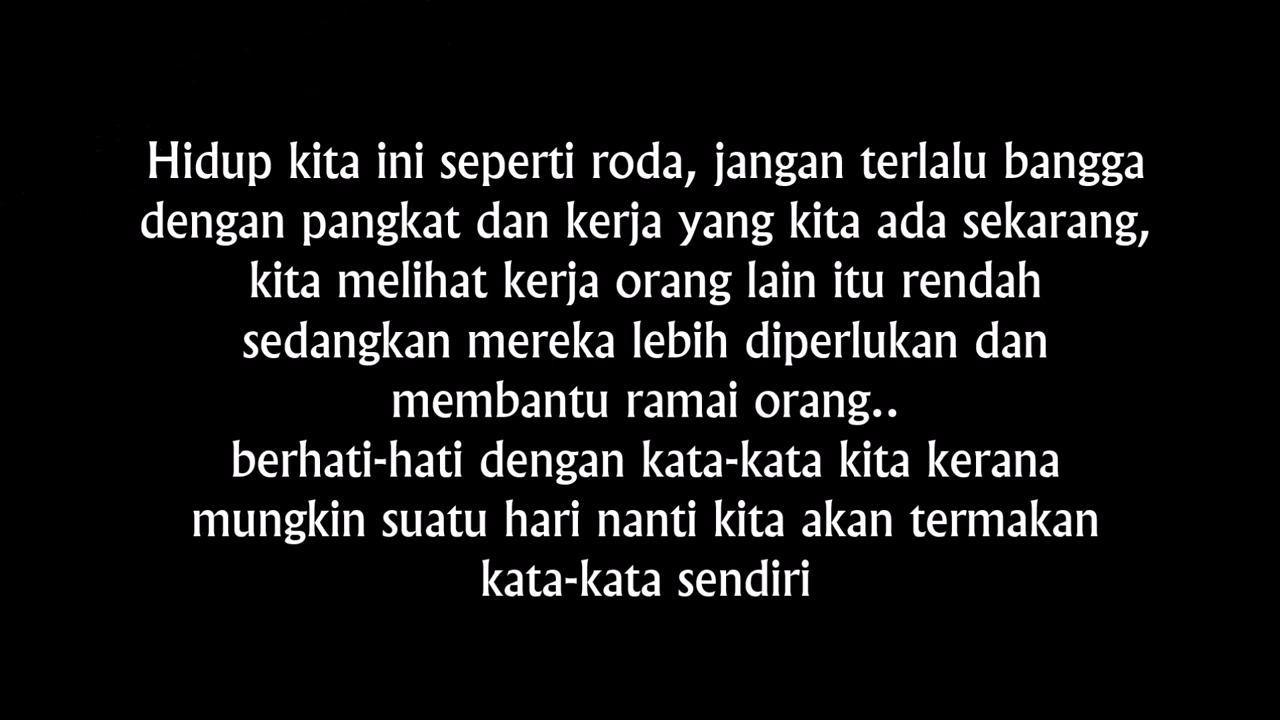 Hidup kita ini seperti roda, jangan terlalu bangga
dengan pangkat dan kerja yang kita ada sekarang,
kita melihat kerja orang lain itu rendah
sedangkan mereka lebih diperlukan dan
membantu ramai orang..
berhati-hati dengan kata-kata kita kerana
mungkin suatu hari nanti kita akan termakan
kata-kata sendiri